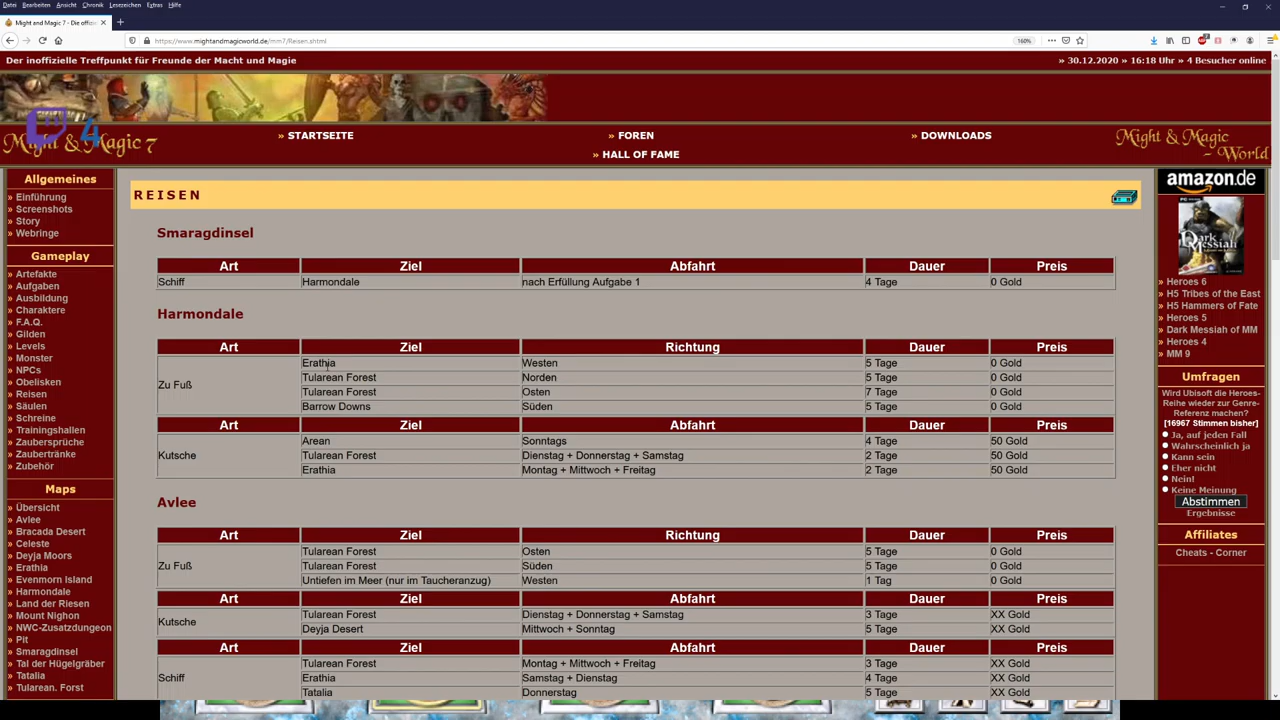 Datei Bearbeiten Ansicht Chronik Lesezeichen Extras Hilfe
Might and Magic 7 - Die offizi
https://www.mightandmagicworld.de/mm7/Reisen.shtml 160%
Der inoffizielle Treffpunkt für Freunde der Macht und Magie » 30.12.2020 » 16:18 Uhr » 4 Besucher online
4
Might & Magic 7
» STARTSEITE » FOREN » DOWNLOADS
» HALL OF FAME
Might & Magic
- World
Allgemeines
» Einführung
» Screenshots
» Story
» Webringe
Gameplay
» Artefakte
» Aufgaben
» Ausbildung
» Charaktere
» F.A.Q.
» Gilden
» Levels
» Monster
» NPCs
» Obelisken
» Reisen
» Säulen
» Schreine
» Trainingshallen
» Zaubersprüche
» Zaubertränke
» Zubehör
Maps
» Übersicht
» Avlee
» Bracada Desert
» Celeste
» Deyja Moors
» Erathia
» Evenmorn Island
» Harmondale
» Land der Riesen
» Mount Nighon
» NWC-Zusatzdungeon
» Pit
» Smaragdinsel
» Tal der Hügelgräber
» Tatalia
» Tularean. Forst
REISEN
Smaragdinsel
Art Ziel Abfahrt Dauer Preis
Schiff Harmondale nach Erfüllung Aufgabe 1 4 Tage 0 Gold
Harmondale
Art Ziel Richtung Dauer Preis
Zu Fuß
Erathia Westen 5 Tage 0 Gold
Tularean Forest Norden 5 Tage 0 Gold
Tularean Forest Osten 7 Tage 0 Gold
Barrow Downs Süden 5 Tage 0 Gold
Art Ziel Abfahrt Dauer Preis
Kutsche
Arean Sonntags 4 Tage 50 Gold
Tularean Forest Dienstag + Donnerstag + Samstag 2 Tage 50 Gold
Erathia Montag + Mittwoch + Freitag 2 Tage 50 Gold
Avlee
Art Ziel Richtung Dauer Preis
Zu Fuß
Tularean Forest Osten 5 Tage 0 Gold
Tularean Forest Süden 5 Tage 0 Gold
Untiefen im Meer (nur im Taucheranzug) Westen 1 Tag 0 Gold
Art Ziel Abfahrt Dauer Preis
Kutsche
Tularean Forest Dienstag + Donnerstag + Samstag 3 Tage XX Gold
Deyja Desert Mittwoch + Sonntag 5 Tage XX Gold
Art Ziel Abfahrt Dauer Preis
Schiff
Tularean Forest Montag + Mittwoch + Freitag 3 Tage XX Gold
Erathia Samstag + Dienstag 4 Tage XX Gold
Tatalia Donnerstag 5 Tage XX Gold
amazon.de
Dark
Messiah
» Heroes 6
» H5 Tribes of the East
» H5 Hammers of Fate
» Heroes 5
» Dark Messiah of MM
» Heroes 4
» MM 9
Umfragen
Wird Ubisoft die Heroes-
Reihe wieder zur Genre-
Referenz machen?
[16967 Stimmen bisher]
Ja, auf jeden Fall
Wahrscheinlich ja
Kann sein
Eher nicht
Nein!
Keine Meinung
Abstimmen
Ergebnisse
Affiliates
Cheats - Corner